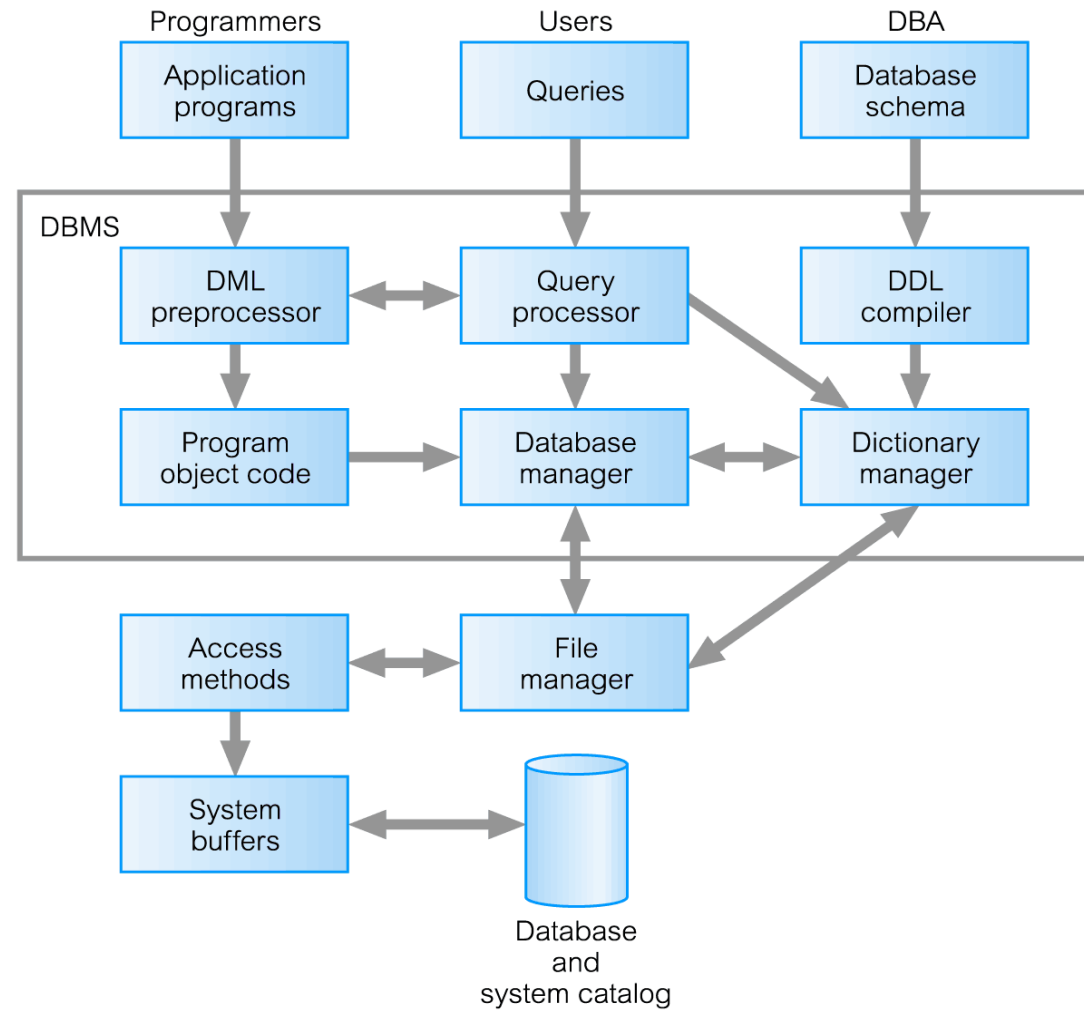 Programmers
Users
DBA
Application
programs
Queries
Database
schema
DBMS
DML
preprocessor
Query
processor
DDL
compiler
Program
object code
Database
manager
Dictionary
manager
Access
methods
File
manager
System
buffers
Database
and
system catalog